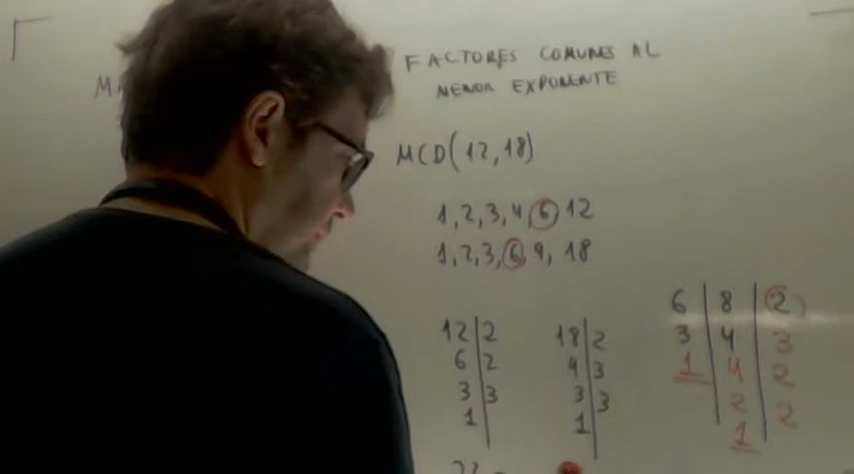 FACTORES COMUNES AL
MENOR EXPONENTE
MCD(12,18)
1,2,3,4,6 12
1,2,3,6 9, 18
12 | 2
6 | 2
3 | 3
1
18 | 2
9 | 3
3 | 3
1
6 | 8 | 2
3 | 4 | 3
1 | 4 | 2
2 | 2
1